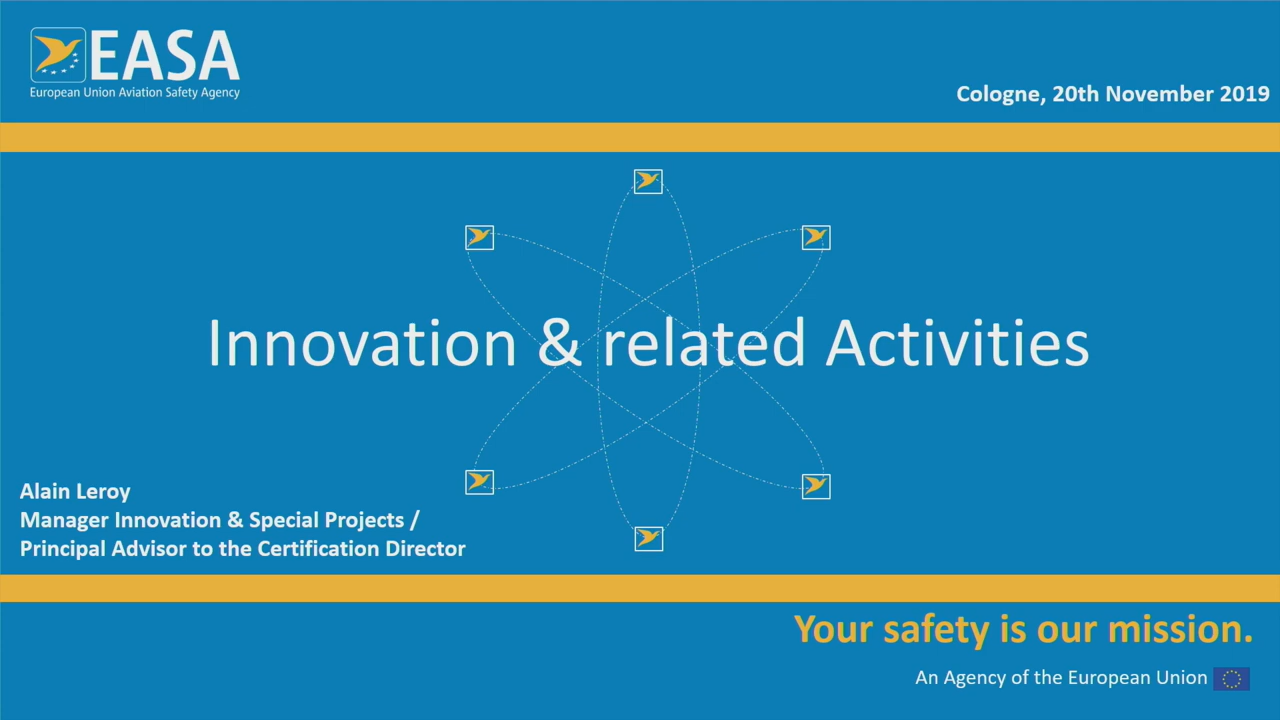 EASA
European Union Aviation Safety Agency
Cologne, 20th November 2019
Innovation & related Activities
Alain Leroy
Manager Innovation & Special Projects /
Principal Advisor to the Certification Director
Your safety is our mission.
An Agency of the European Union